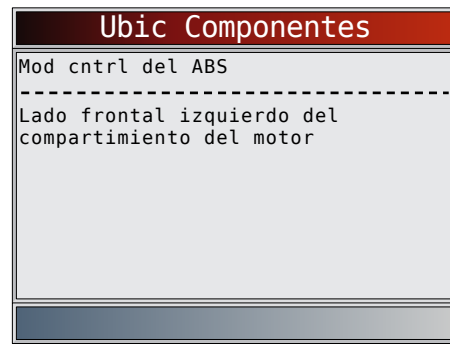 Ubic Componentes
Mod cntrl del ABS
Lado frontal izquierdo del
compartimiento del motor